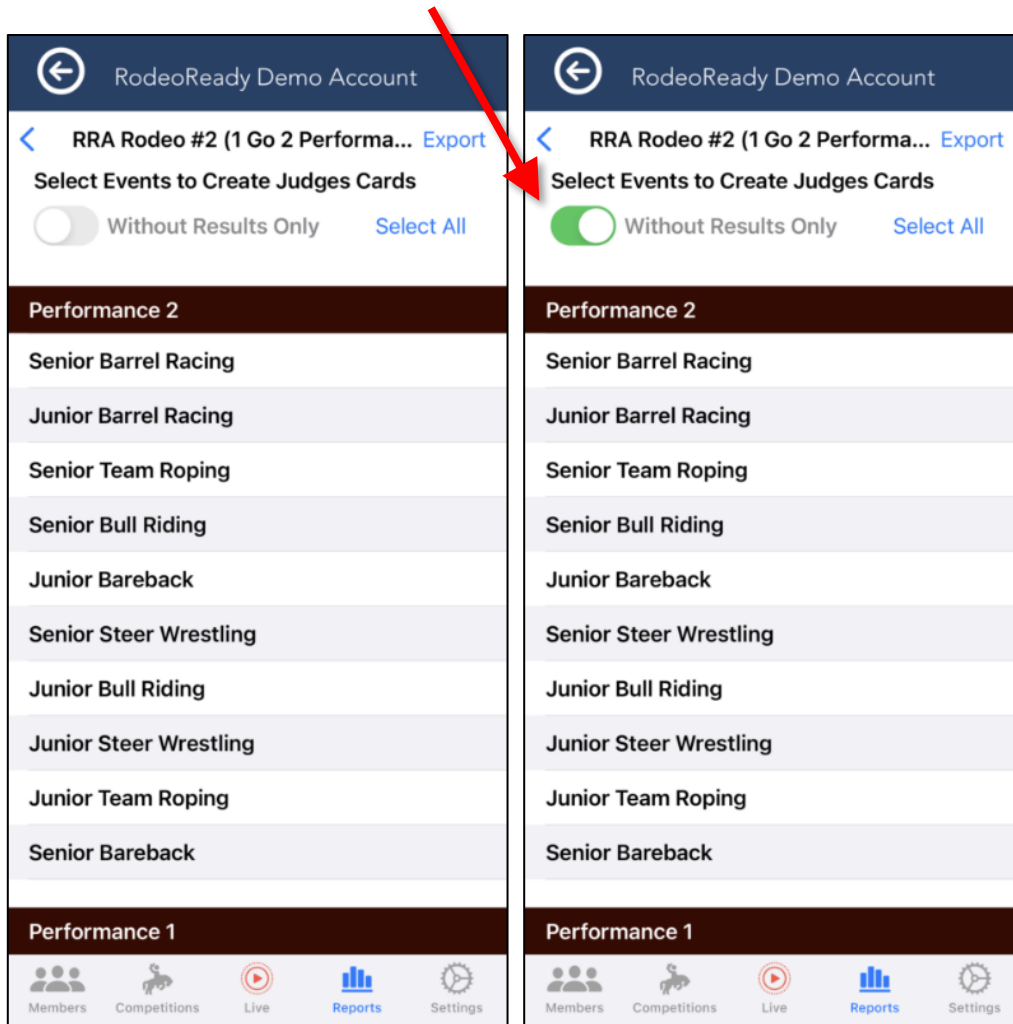 RodeoReady Demo Account
RRA Rodeo #2 (1 Go 2 Performa... Export
Select Events to Create Judges Cards
Without Results Only Select All
Performance 2
Senior Barrel Racing
Junior Barrel Racing
Senior Team Roping
Senior Bull Riding
Junior Bareback
Senior Steer Wrestling
Junior Bull Riding
Junior Steer Wrestling
Junior Team Roping
Senior Bareback
Performance 1
Members Competitions Live Reports Settings
RodeoReady Demo Account
RRA Rodeo #2 (1 Go 2 Performa... Export
Select Events to Create Judges Cards
Without Results Only Select All
Performance 2
Senior Barrel Racing
Junior Barrel Racing
Senior Team Roping
Senior Bull Riding
Junior Bareback
Senior Steer Wrestling
Junior Bull Riding
Junior Steer Wrestling
Junior Team Roping
Senior Bareback
Performance 1
Members Competitions Live Reports Settings